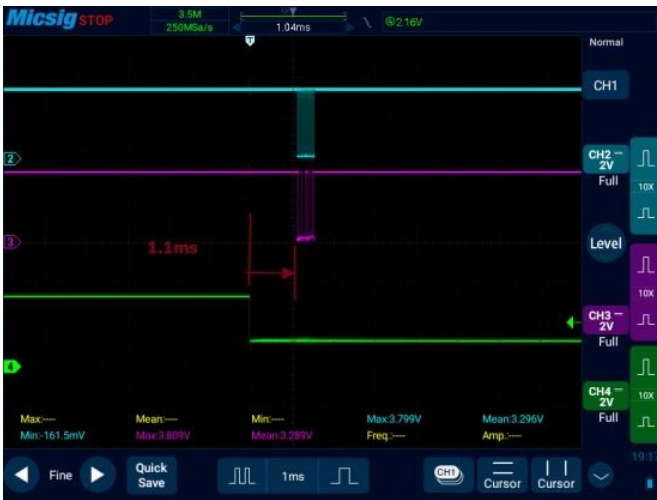 Micsig STOP 3.5M 250MSa/s 1.04ms @2.16V
T
Normal
CH1
2
CH2 2V
Full
10X
3
1.1ms
Level
10X
CH3 2V
Full
4
CH4 2V
Full
10X
Max:---- Mean:---- Min:---- Max:3.799V Mean:3.296V
Min:-161.5mV Max:3.809V Mean:3.289V Freq.:---- Amp.:----
19:17
Fine Quick Save 1ms CH1 Cursor Cursor